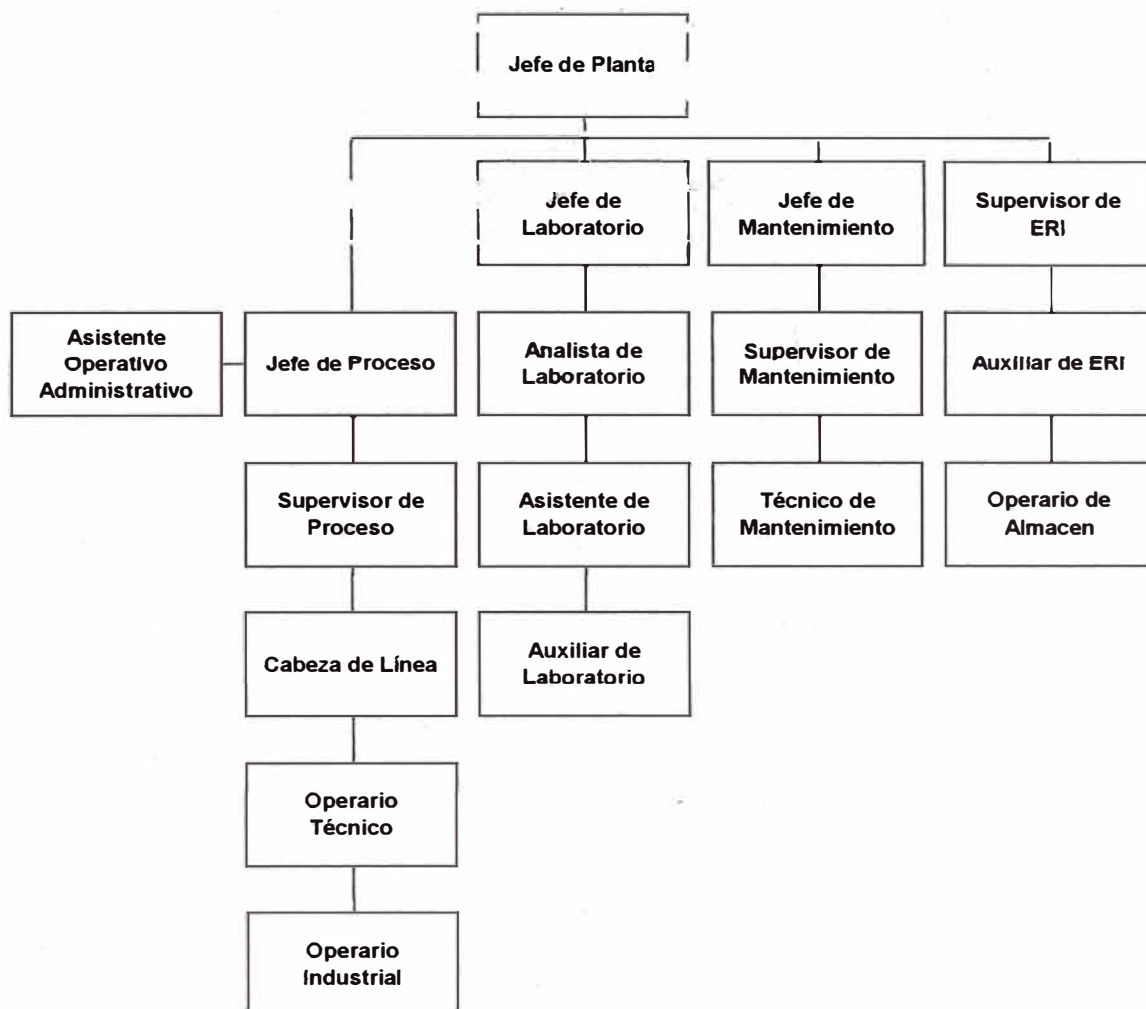 Jefe de Planta
Jefe de
Laboratorio
Jefe de
Mantenimiento
Supervisor de
ERI
Asistente
Operativo
Administrativo
Jefe de Proceso
Analista de
Laboratorio
Supervisor de
Mantenimiento
Auxiliar de ERI
Supervisor de
Proceso
Asistente de
Laboratorio
Técnico de
Mantenimiento
Operario de
Almacen
Cabeza de Línea
Auxiliar de
Laboratorio
Operario
Técnico
Operario
Industrial